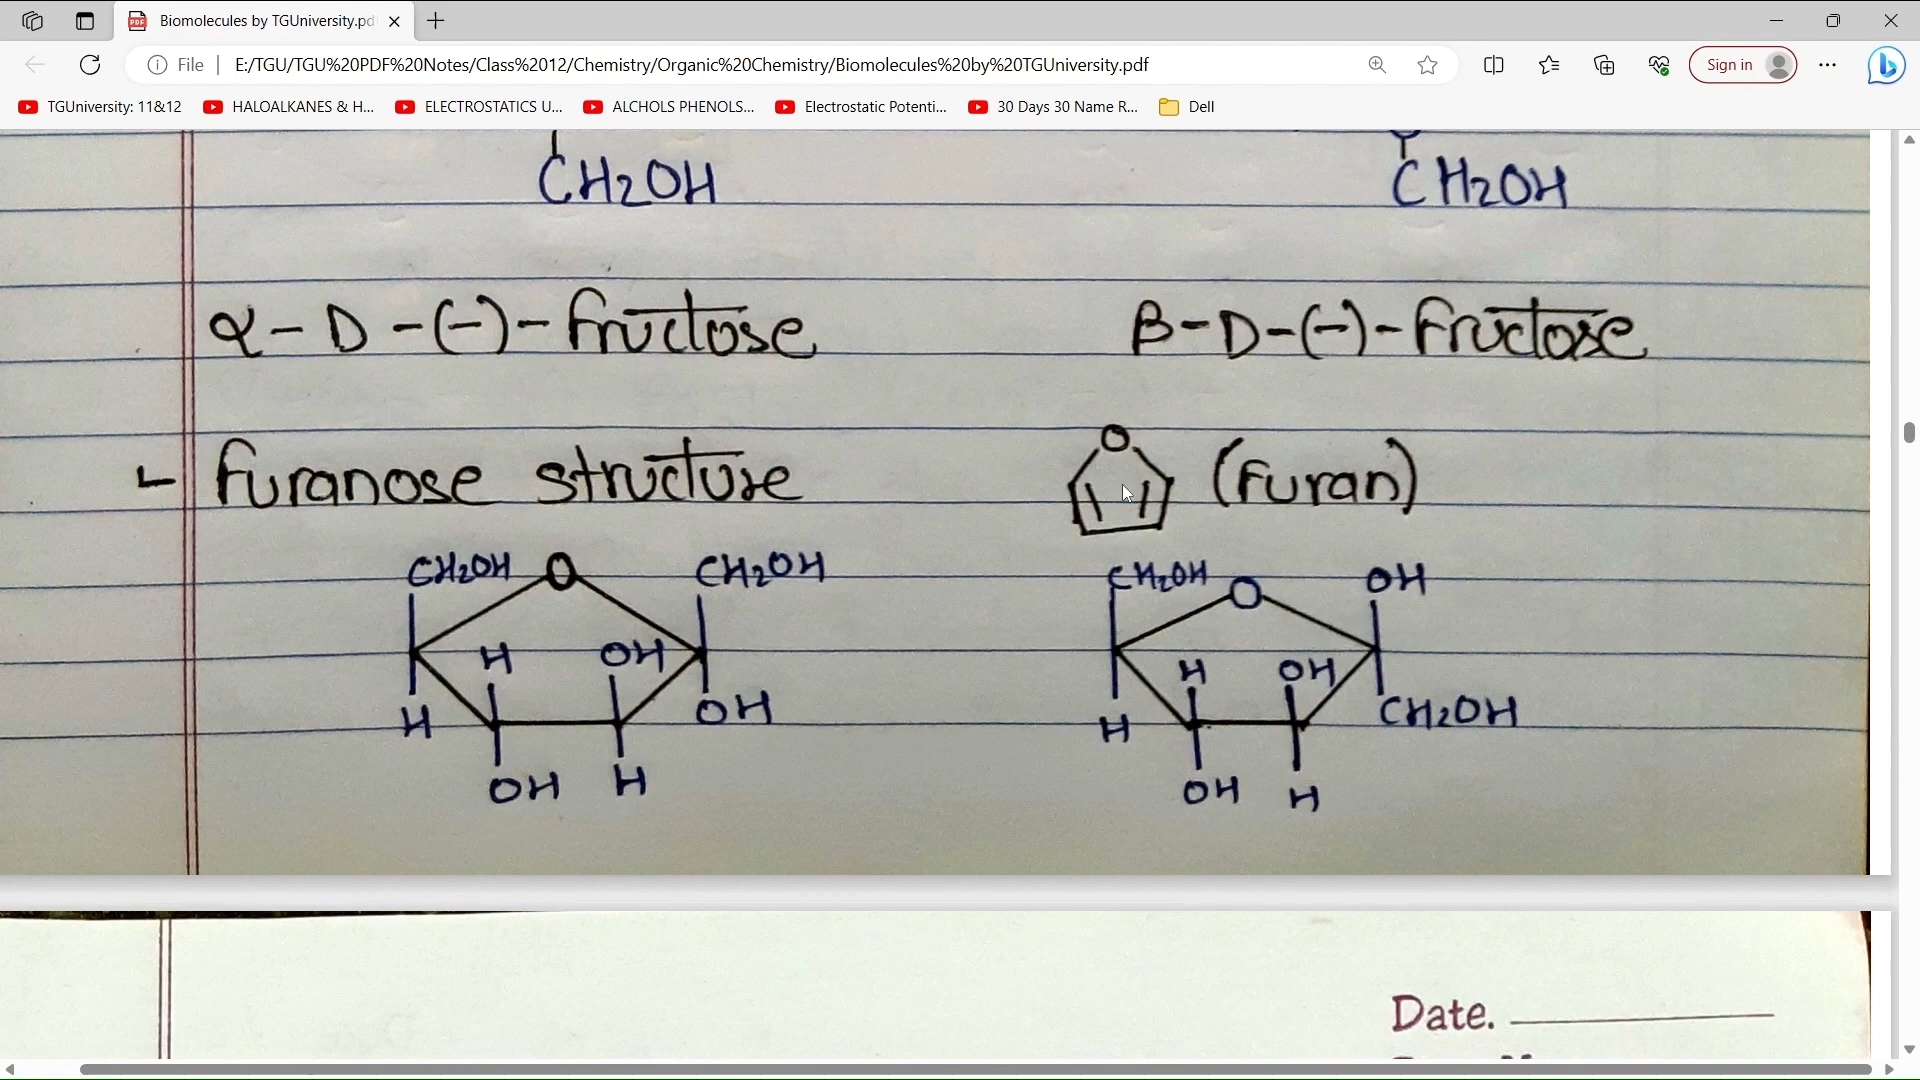 Biomolecules by TGUniversity.pd
File E:/TGU/TGU%20PDF%20Notes/Class%2012/Chemistry/Organic%20Chemistry/Biomolecules%20by%20TGUniversity.pdf Sign in
TGUniversity: 11&12 HALOALKANES & H... ELECTROSTATICS U... ALCHOLS PHENOLS... Electrostatic Potenti... 30 Days 30 Name R... Dell
CH2OH CH2OH
α-D-(-)-fructose β-D-(-)-fructose
O
furanose structure (furan)
CH2OH O CH2OH CH2OH O OH
H OH H OH
H OH H CH2OH
OH H OH H
Date.